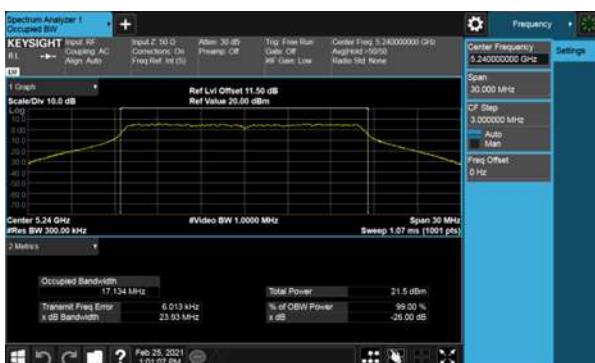 Spectrum Analyzer 1
Occupied BW
Frequency
KEYSIGHT
Input: RF
Coupling: AC
Align: Auto
Input Z: 50 Ω
Corrections: On
Freq Ref: Int (S)
Atten: 30 dB
Preamp: Off
Trig: Free Run
Gate: Off
#IF Gain: Low
Center Freq: 5.240000000 GHz
Avg|Hold:>50/50
Radio Std: None
Center Frequency
5.240000000 GHz
Settings
Span
30.000 MHz
CF Step
3.000000 MHz
Auto
Man
Freq Offset
0 Hz
1 Graph
Scale/Div 10.0 dB
Ref Lvl Offset 11.50 dB
Ref Value 20.00 dBm
Log
Center 5.24 GHz
#Res BW 300.00 kHz
#Video BW 1.0000 MHz
Span 30 MHz
Sweep 1.07 ms (1001 pts)
2 Metrics
Occupied Bandwidth
17.134 MHz
Total Power
21.5 dBm
Transmit Freq Error
6.013 kHz
% of OBW Power
99.00 %
x dB Bandwidth
23.93 MHz
x dB
-26.00 dB
Feb 25, 2021
1:01:07 PM